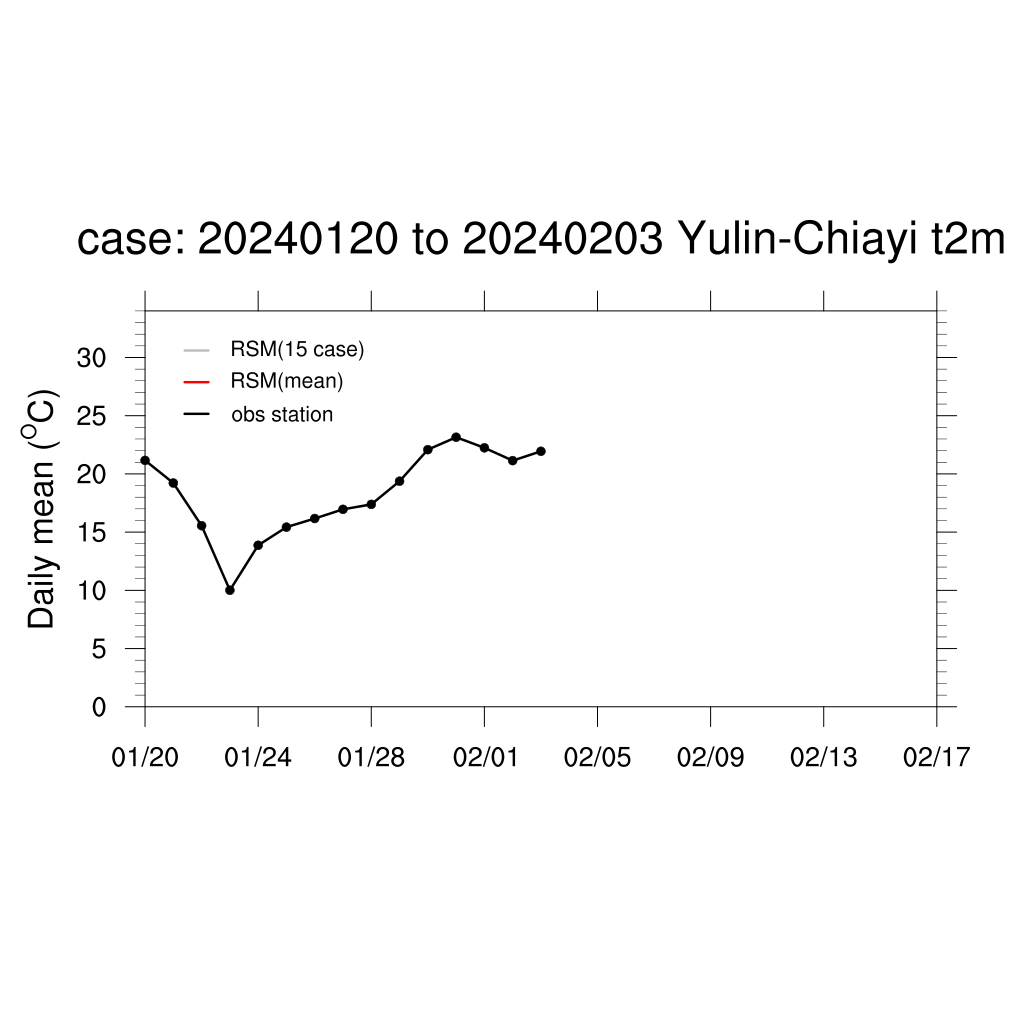 case: 20240120 to 20240203 Yulin-Chiayi t2m
RSM(15 case)
RSM(mean)
obs station
Daily mean (°C)
30
25
20
15
10
5
0
01/20 01/24 01/28 02/01 02/05 02/09 02/13 02/17